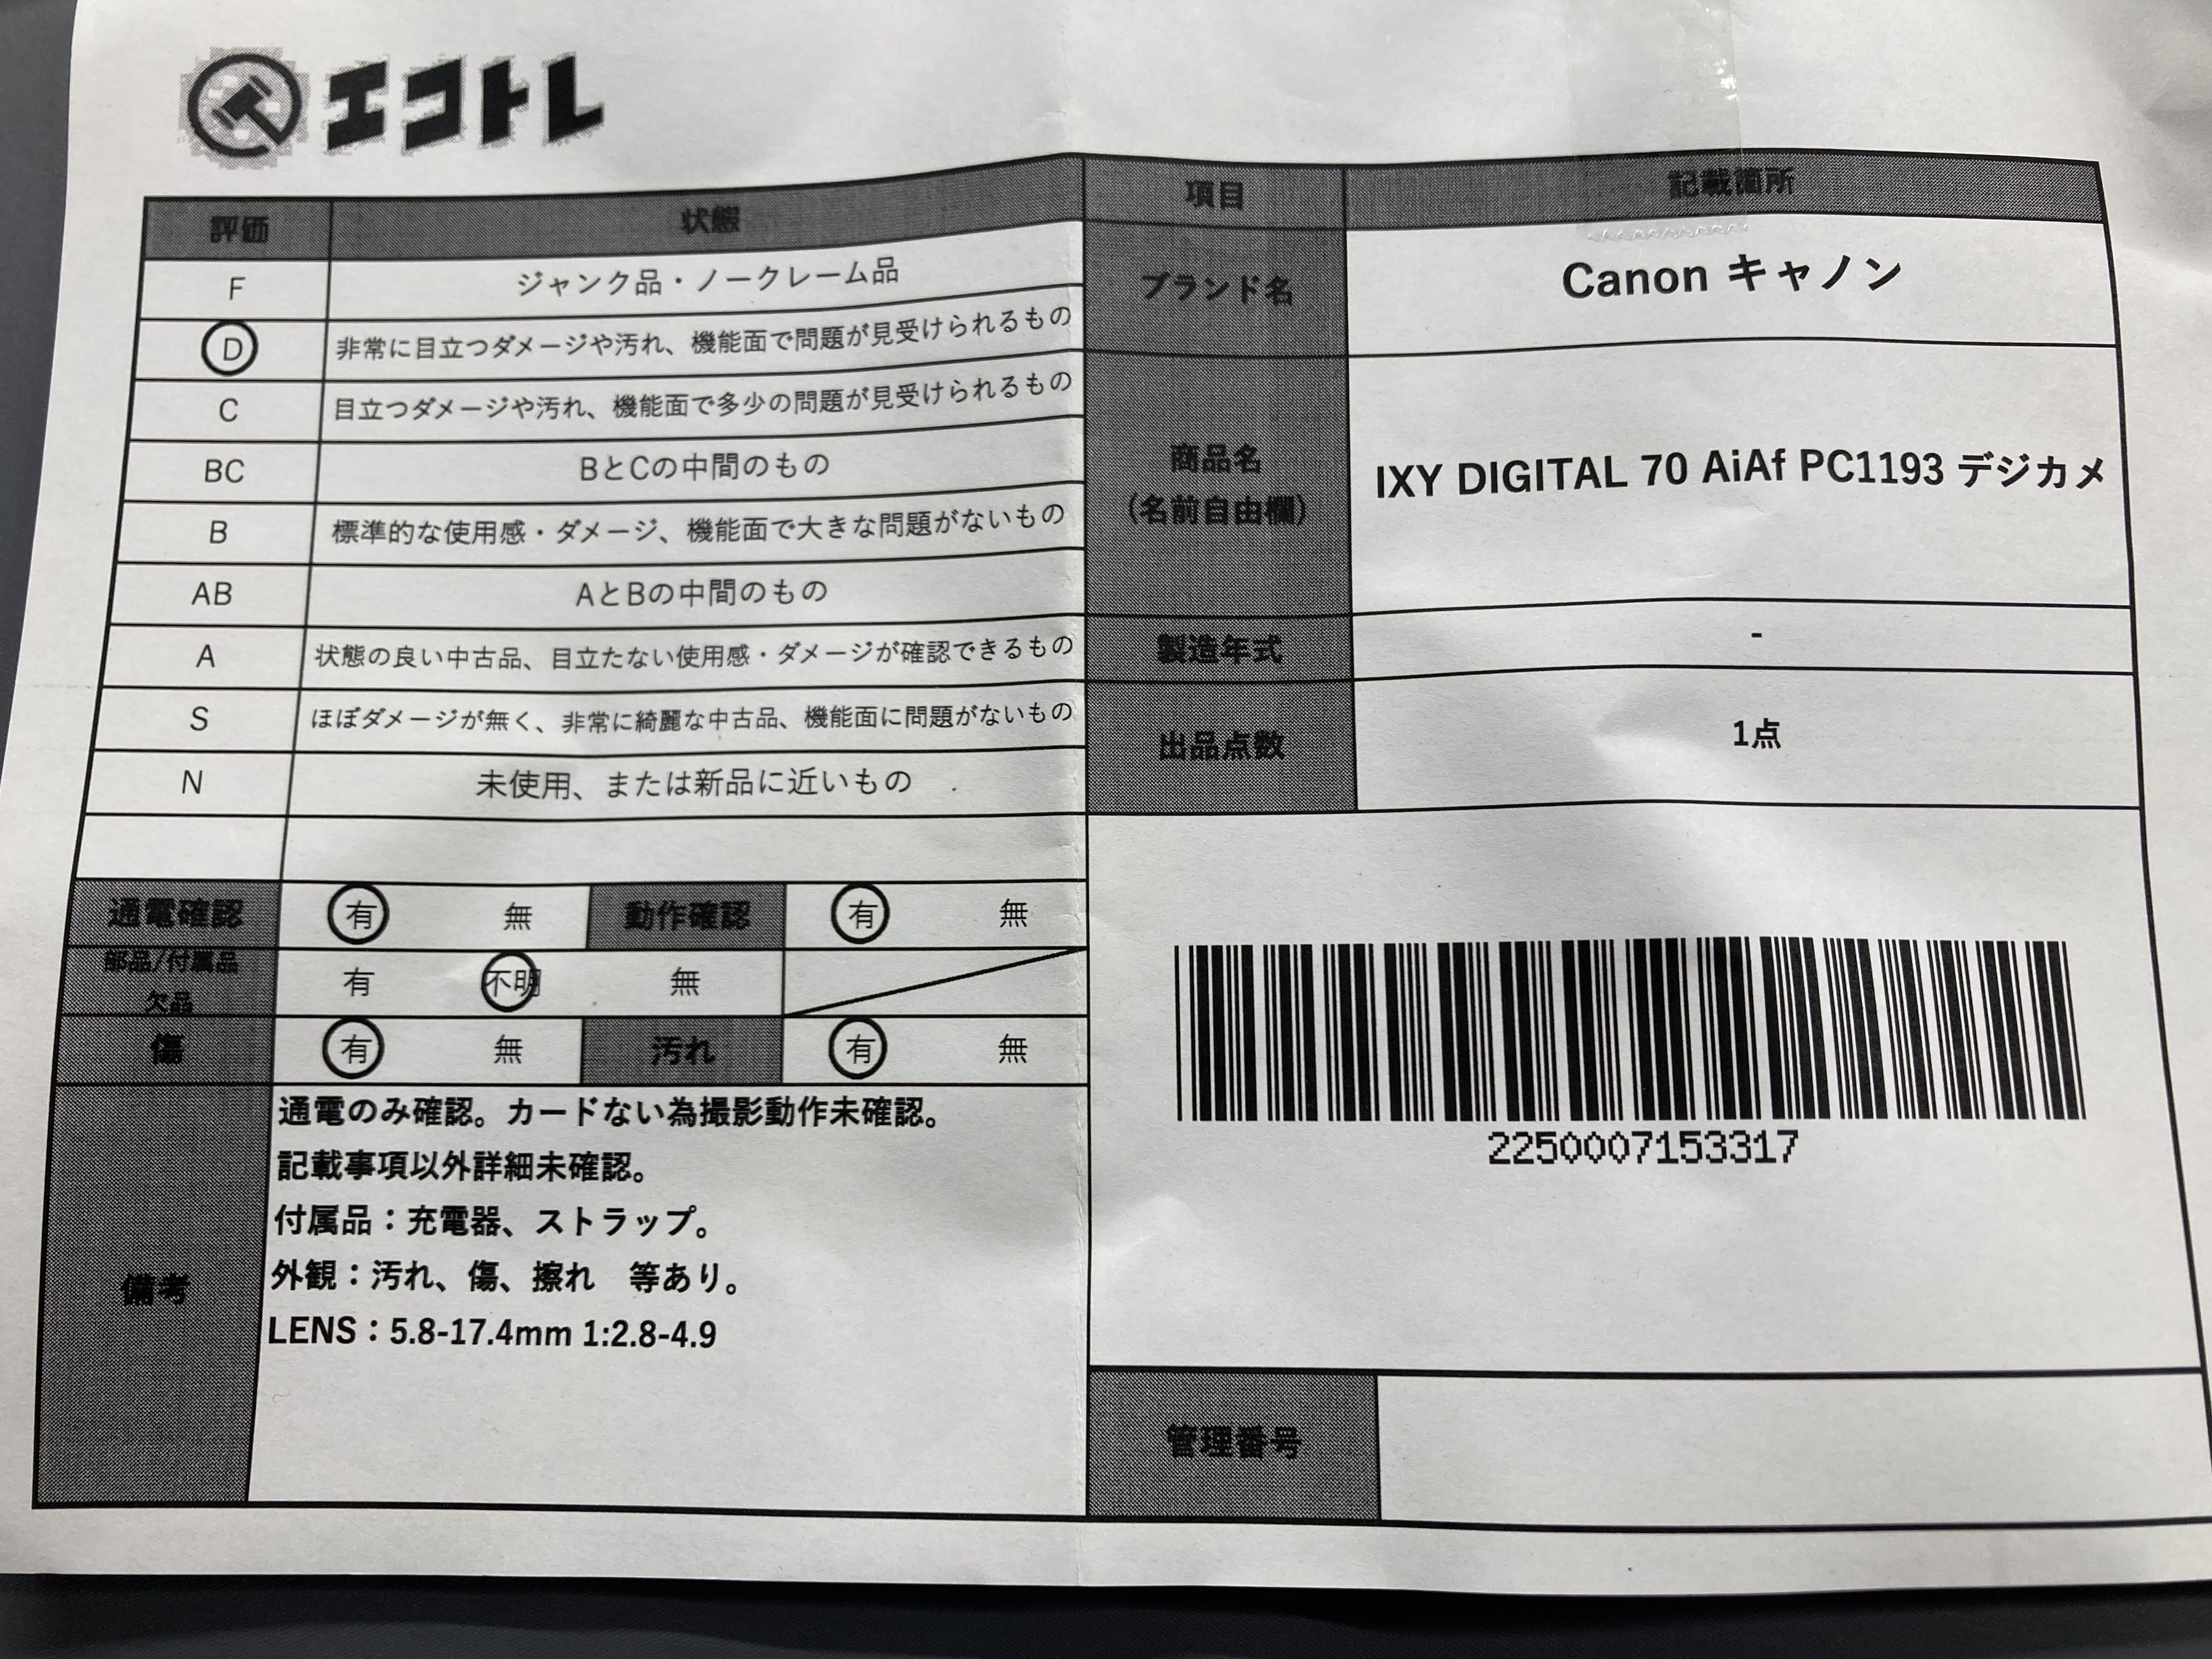 エコトレ
評価 状態
F ジャンク品・ノークレーム品
D 非常に目立つダメージや汚れ、機能面で問題が見受けられるもの
C 目立つダメージや汚れ、機能面で多少の問題が見受けられるもの
BC BとCの中間のもの
B 標準的な使用感・ダメージ、機能面で大きな問題がないもの
AB AとBの中間のもの
A 状態の良い中古品、目立たない使用感・ダメージが確認できるもの
S ほぼダメージが無く、非常に綺麗な中古品、機能面に問題がないもの
N 未使用、または新品に近いもの
通電確認 有 無 動作確認 有 無
部品/付属品
欠品
有 不明 無
傷 有 無 汚れ 有 無
備考
通電のみ確認。カードない為撮影動作未確認。
記載事項以外詳細未確認。
付属品：充電器、ストラップ。
外観：汚れ、傷、擦れ　等あり。
LENS：5.8-17.4mm 1:2.8-4.9
項目 記載箇所
ブランド名 Canon キャノン
商品名
(名前自由欄)
IXY DIGITAL 70 AiAf PC1193 デジカメ
製造年式 -
出品点数 1点
2250007153317
管理番号